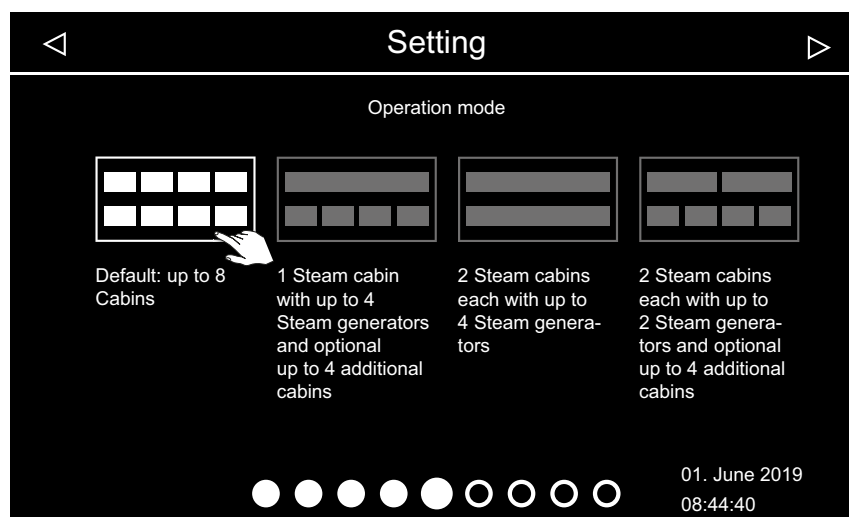 Setting
Operation mode
Default: up to 8
Cabins
1 Steam cabin
with up to 4
Steam generators
and optional
up to 4 additional
cabins
2 Steam cabins
each with up to
4 Steam genera-
tors
2 Steam cabins
each with up to
2 Steam genera-
tors and optional
up to 4 additional
cabins
01. June 2019
08:44:40